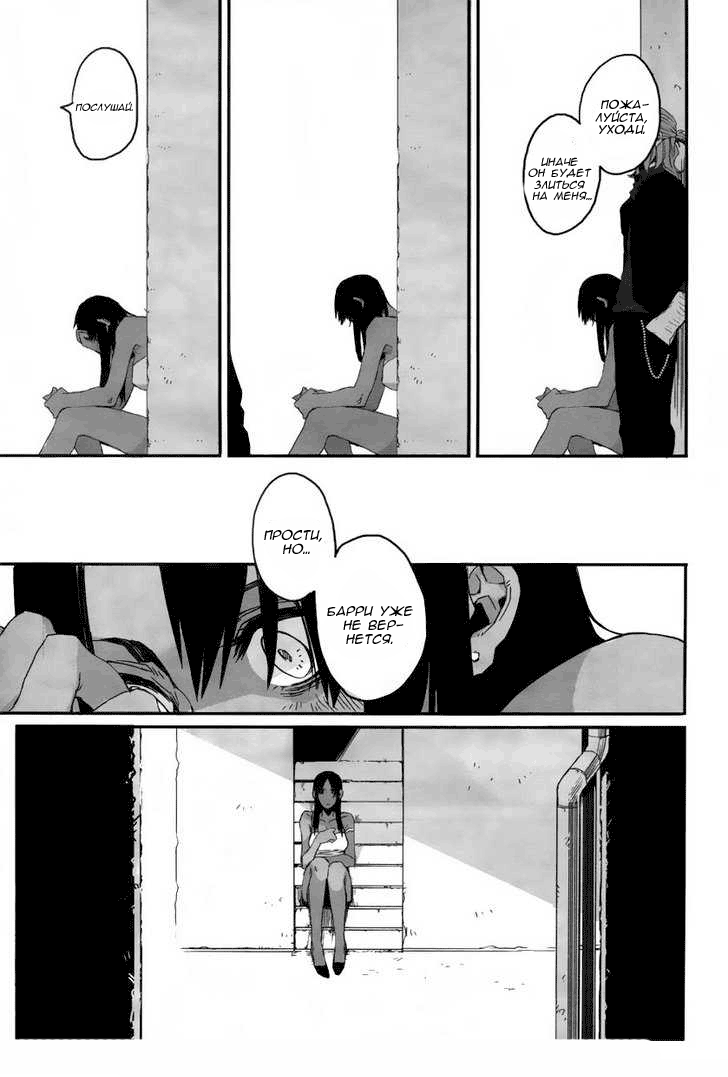 ПОЖА-
ЛУЙСТА,
УХОДИ.
ИНАЧЕ
ОН БУДЕТ
ЗЛИТЬСЯ
НА МЕНЯ...
ПОСЛУШАЙ.
ПРОСТИ,
НО...
БАРРИ УЖЕ
НЕ ВЕР-
НЕТСЯ.